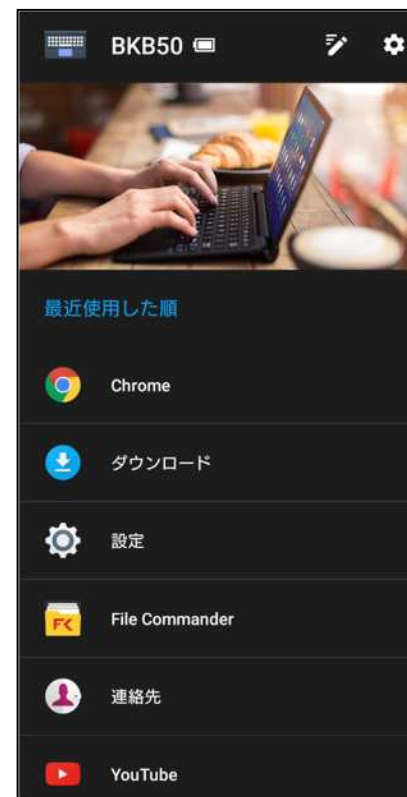 BKB50
最近使用した順
Chrome
ダウンロード
設定
File Commander
連絡先
YouTube